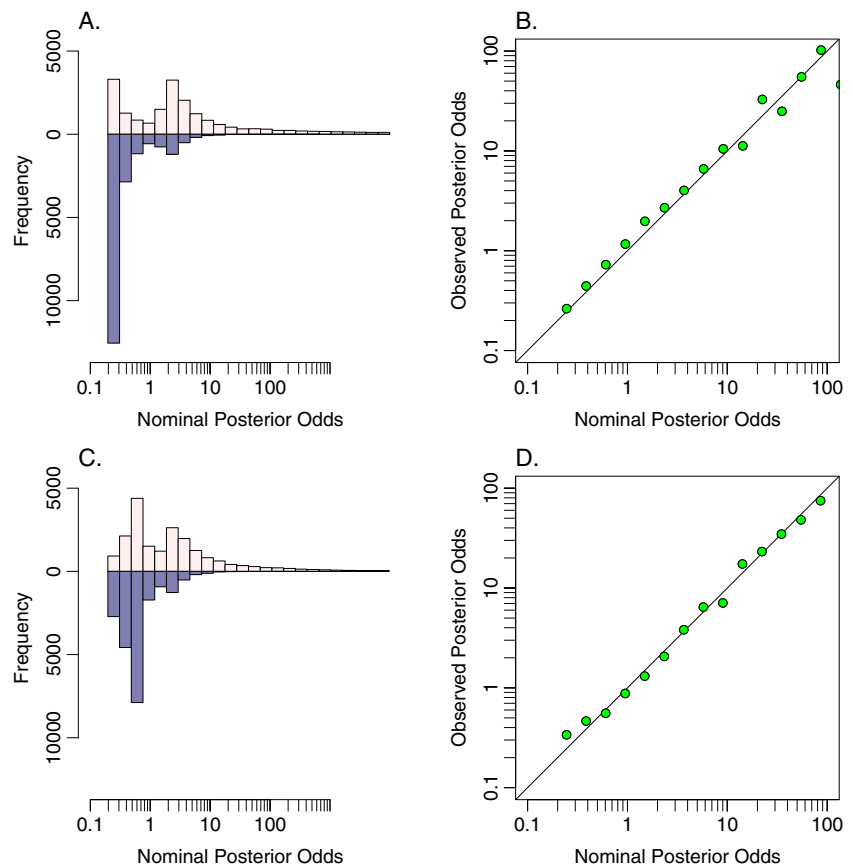 A.
5000
0
5000
10000
Frequency
0.1 1 10 100
Nominal Posterior Odds
B.
100
10
1
0.1
Observed Posterior Odds
0.1 1 10 100
Nominal Posterior Odds
C.
5000
0
5000
10000
Frequency
0.1 1 10 100
Nominal Posterior Odds
D.
100
10
1
0.1
Observed Posterior Odds
0.1 1 10 100
Nominal Posterior Odds